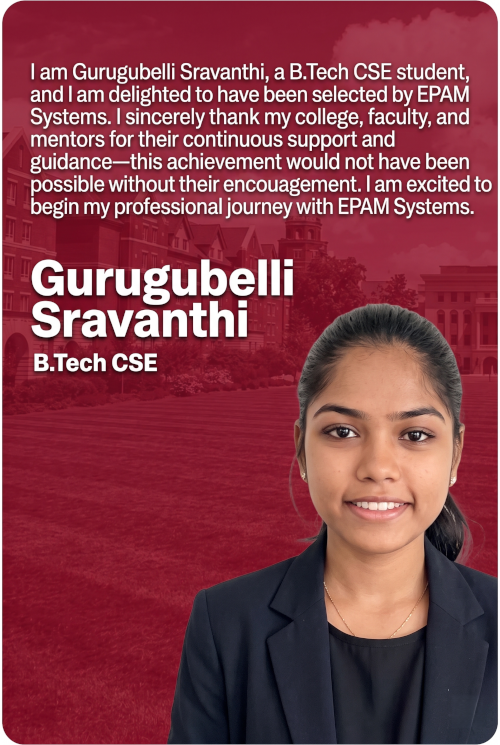 I am Gurugubelli Sravanthi, a B.Tech CSE student,
and I am delighted to have been selected by EPAM
Systems. I sincerely thank my college, faculty, and
mentors for their continuous support and
guidance—this achievement would not have been
possible without their encouagement. I am excited to
begin my professional journey with EPAM Systems.
Gurugubelli
Sravanthi
B.Tech CSE